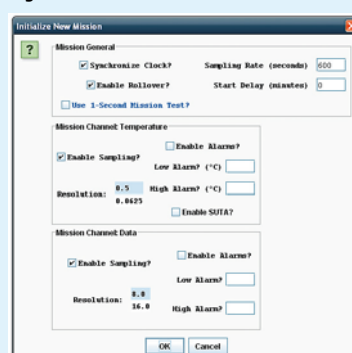 Initialize New Mission
?
Mission General
Synchronize Clock? Sampling Rate (seconds) 600
Enable Rollover? Start Delay (minutes) 0
Use 1-Second Mission Test?
Mission Channel: Temperature
Enable Alarms?
Enable Sampling?
Low Alarm? (°C)
Resolution: 0.5 High Alarm? (°C)
0.0625
Enable SUTA?
Mission Channel: Data
Enable Alarms?
Enable Sampling?
Low Alarm?
Resolution: 8.0
16.0
High Alarm?
OK Cancel